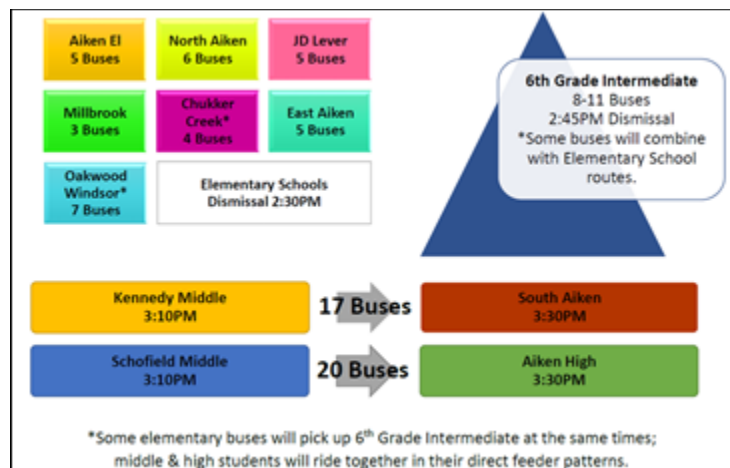 Aiken El
5 Buses
North Aiken
6 Buses
JD Lever
5 Buses
Millbrook
3 Buses
Chukker
Creek*
4 Buses
East Aiken
5 Buses
Oakwood
Windsor*
7 Buses
Elementary Schools
Dismissal 2:30PM
6th Grade Intermediate
8-11 Buses
2:45PM Dismissal
*Some buses will combine
with Elementary School
routes.
Kennedy Middle
3:10PM
17 Buses
South Aiken
3:30PM
Schofield Middle
3:10PM
20 Buses
Aiken High
3:30PM
*Some elementary buses will pick up 6th Grade Intermediate at the same times;
middle & high students will ride together in their direct feeder patterns.